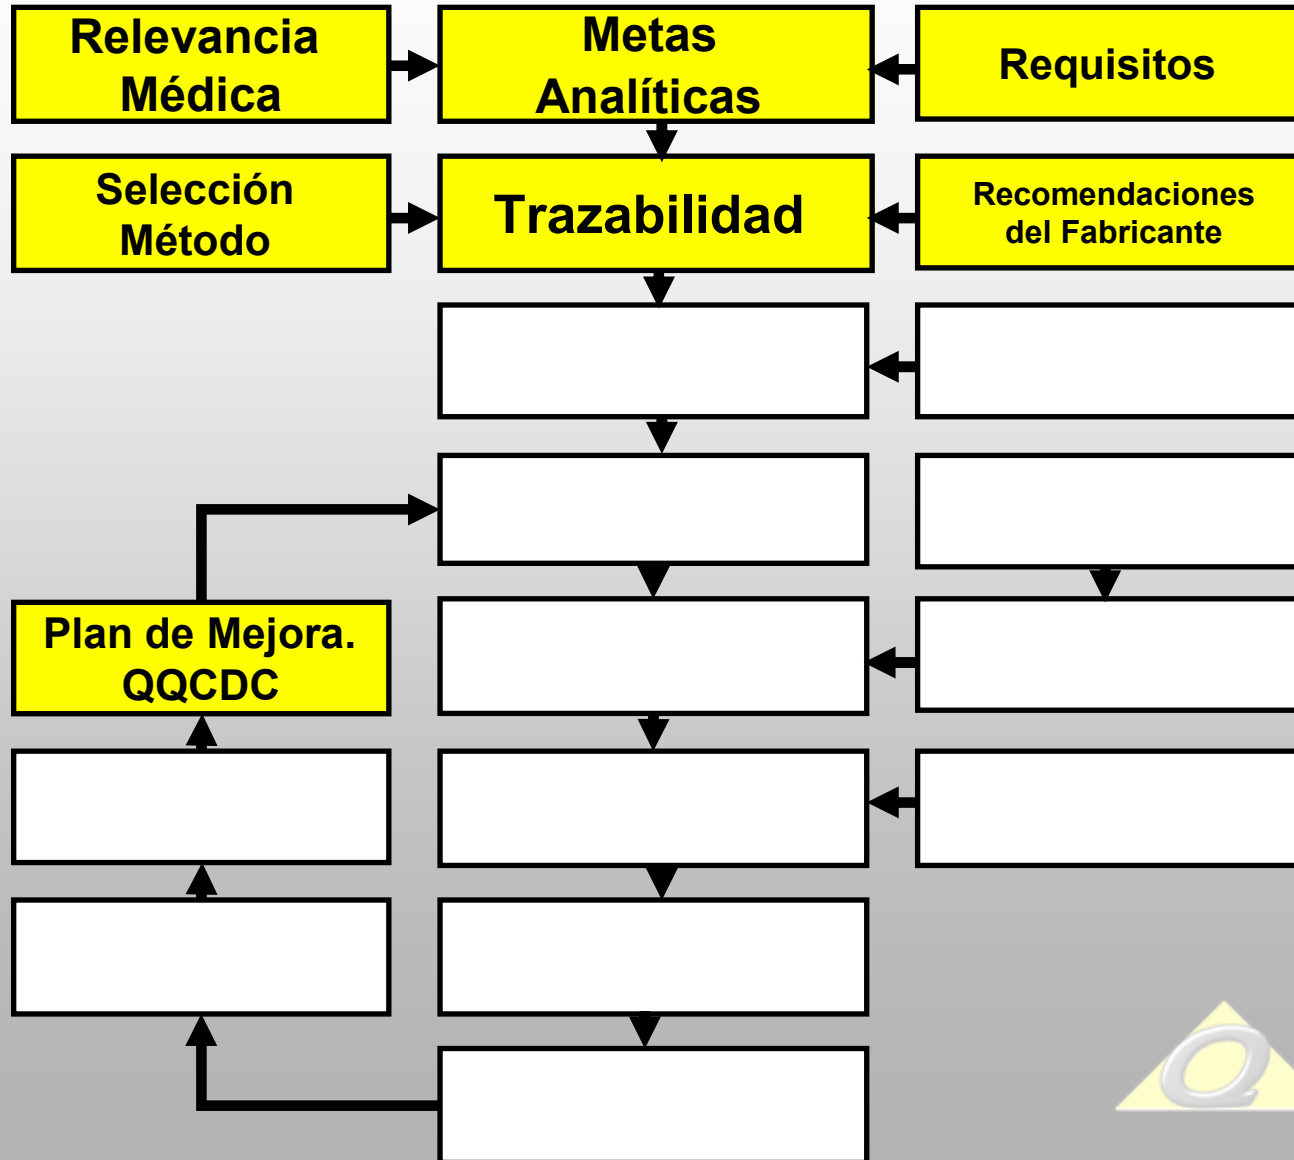 Relevancia
Médica
Metas
Analíticas
Requisitos
Selección
Método
Trazabilidad
Recomendaciones
del Fabricante
Plan de Mejora.
QQCDC
Q